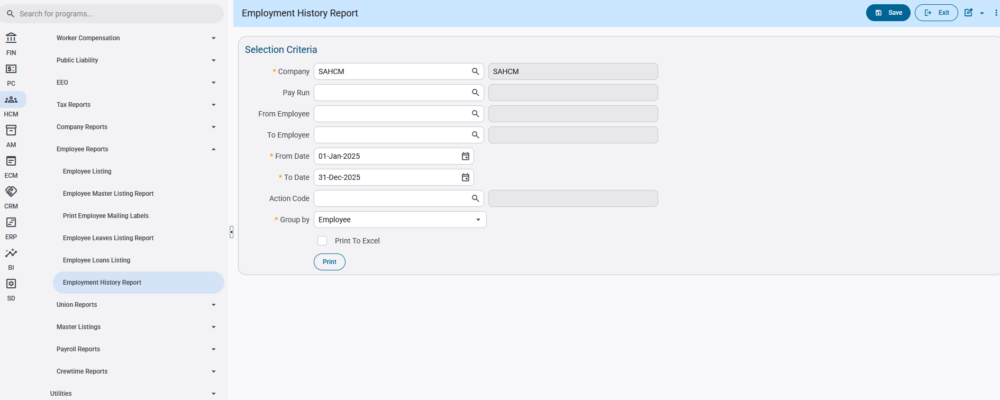 Search for programs...
FIN
PC
HCM
AM
ECM
CRM
ERP
BI
SD
Worker Compensation
Public Liability
EEO
Tax Reports
Company Reports
Employee Reports
Employee Listing
Employee Master Listing Report
Print Employee Mailing Labels
Employee Leaves Listing Report
Employee Loans Listing
Employment History Report
Union Reports
Master Listings
Payroll Reports
Crewtime Reports
Utilities
Employment History Report
Save
Exit
Selection Criteria
* Company SAHCM SAHCM
Pay Run
From Employee
To Employee
* From Date 01-Jan-2025
* To Date 31-Dec-2025
Action Code
* Group by Employee
Print To Excel
Print